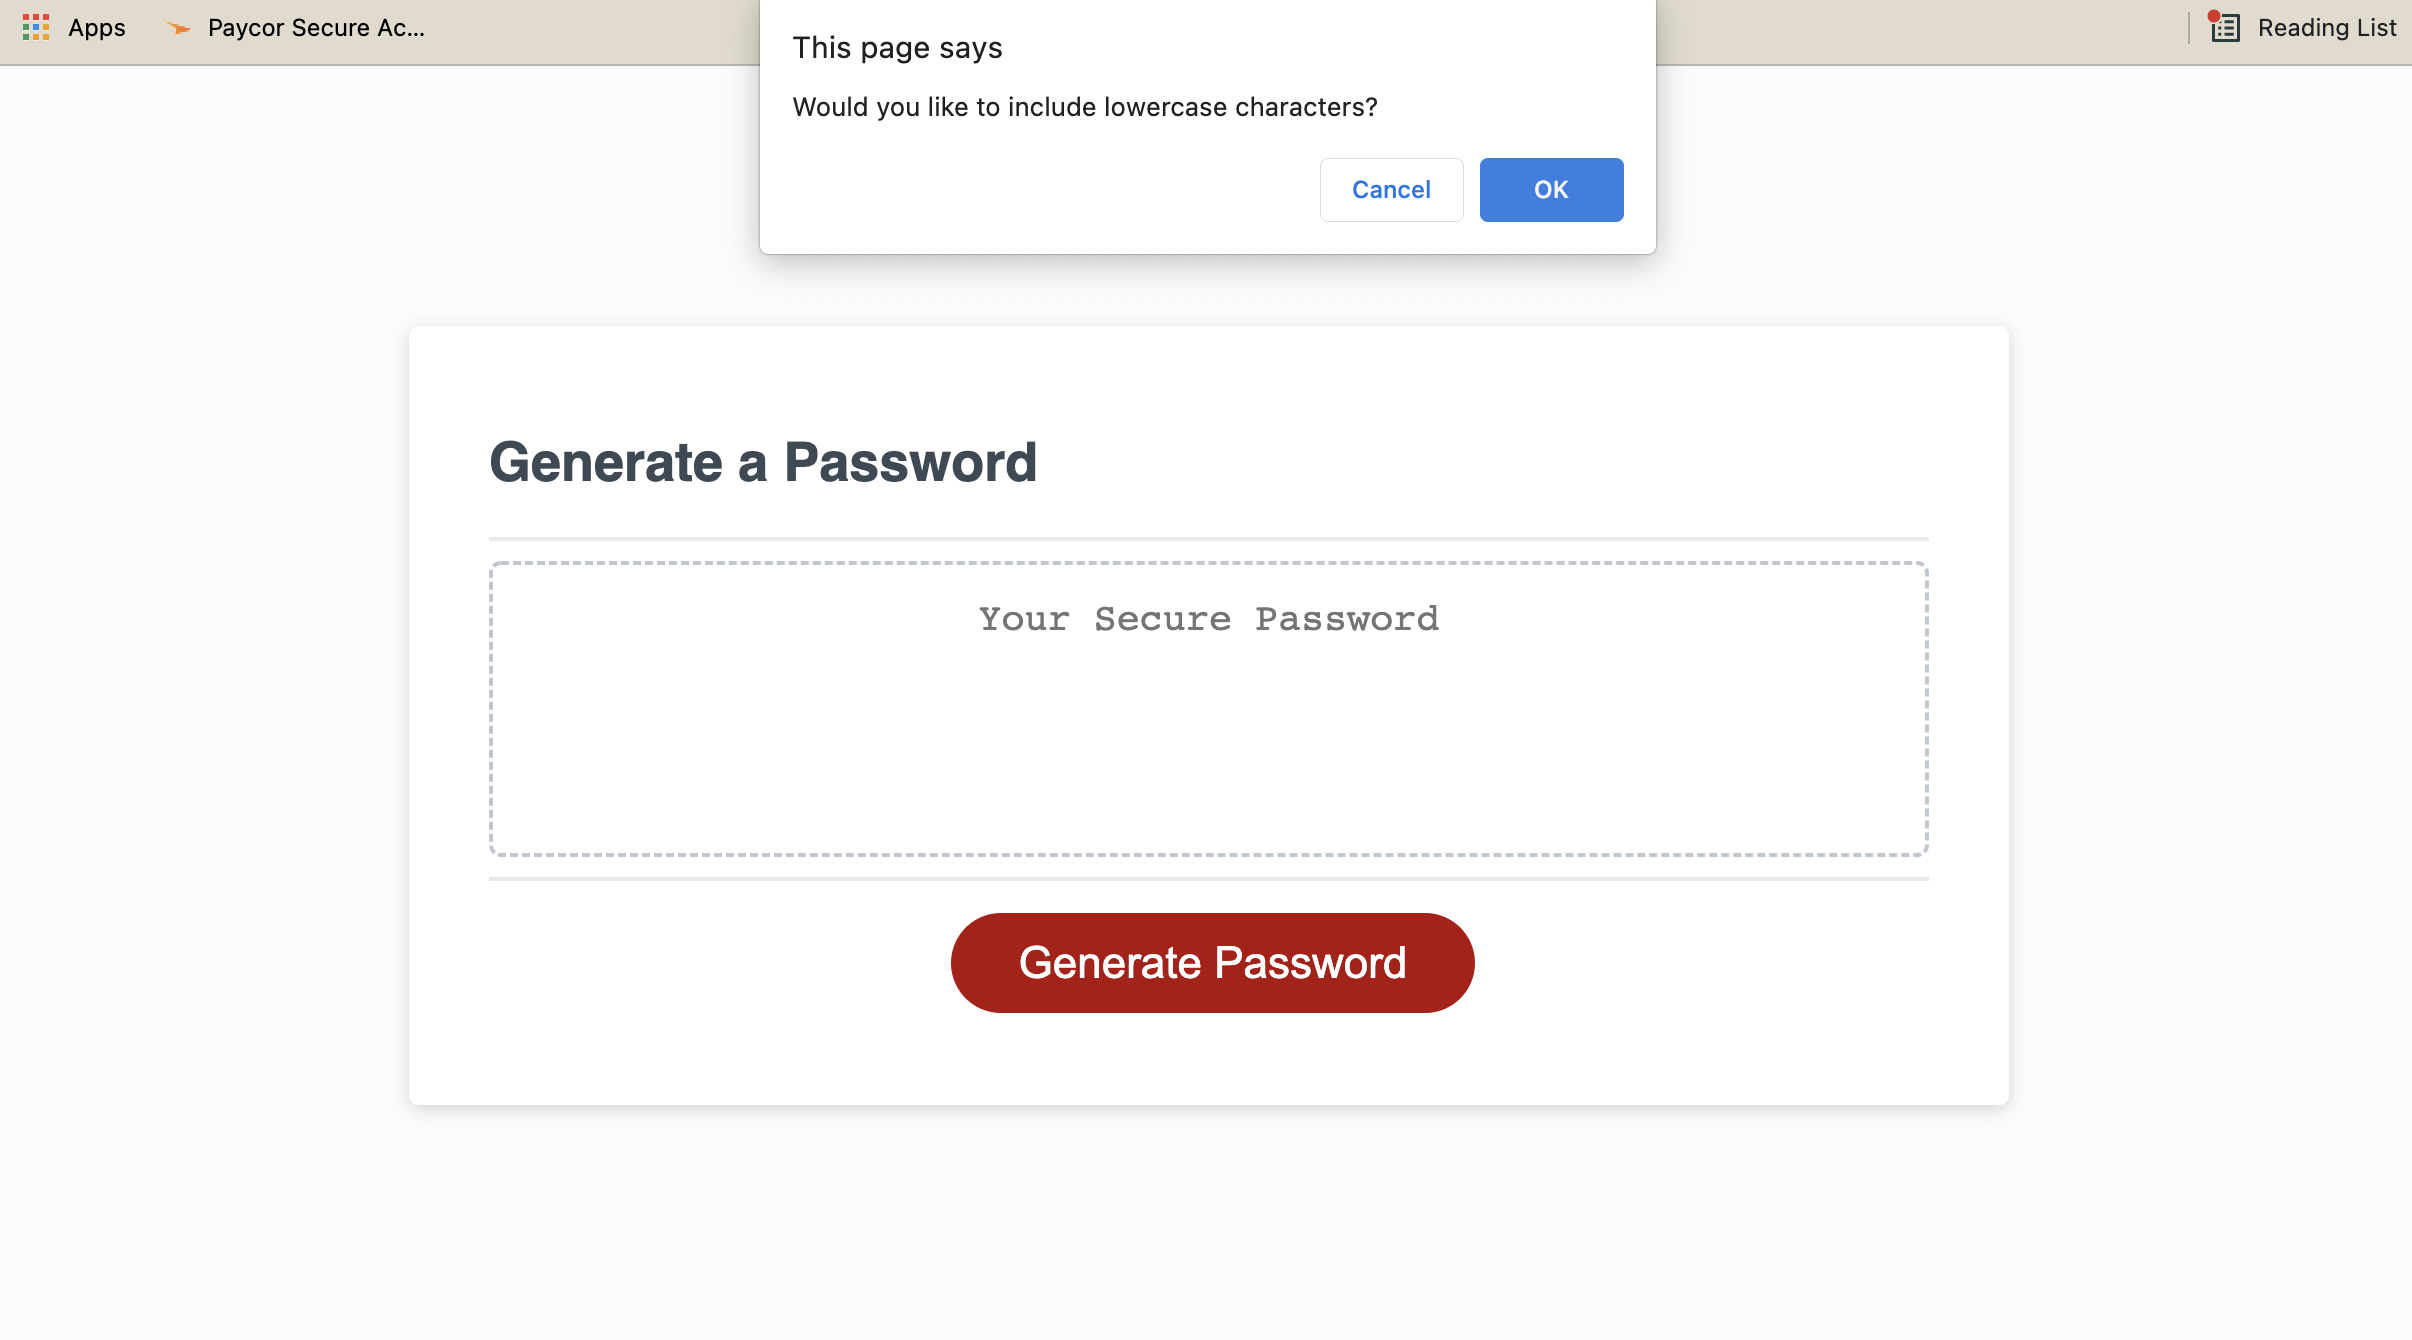 Apps
Paycor Secure Ac...
Reading List
This page says
Would you like to include lowercase characters?
Cancel
OK
Generate a Password
Your Secure Password
Generate Password